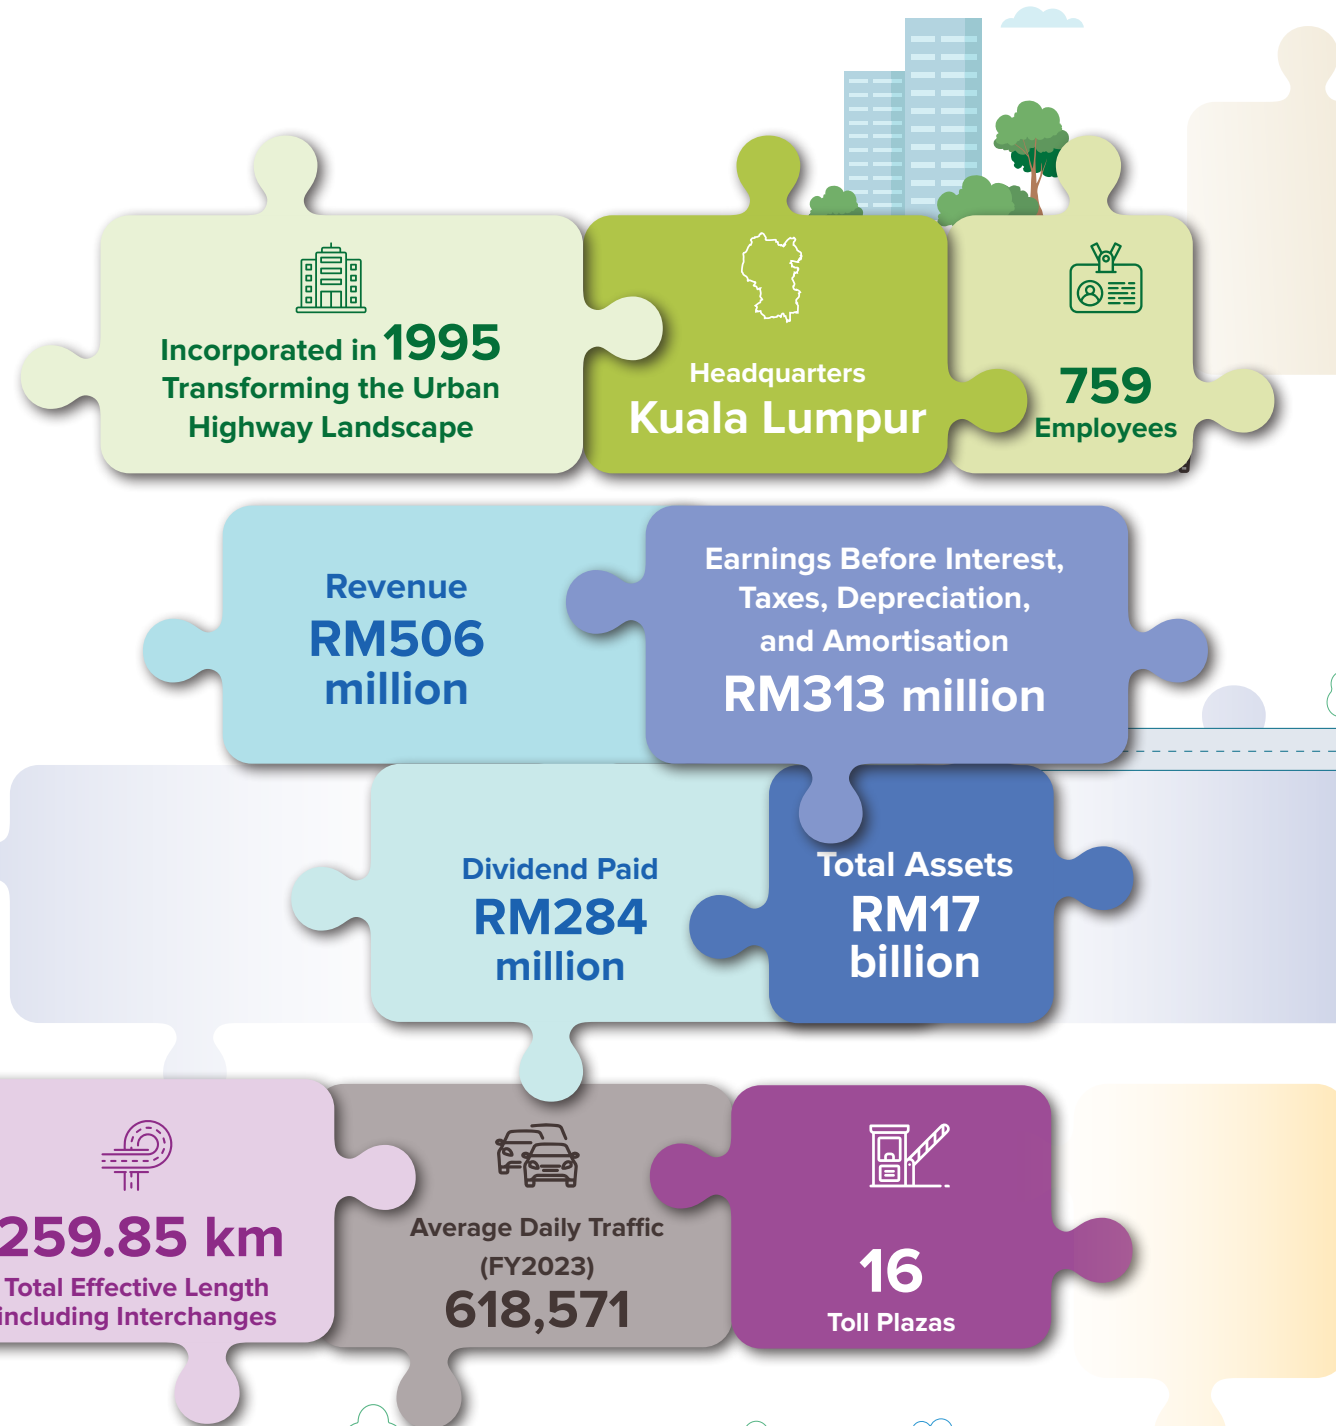 Incorporated in 1995
Transforming the Urban
Highway Landscape
Headquarters
Kuala Lumpur
759
Employees
Revenue
RM506
million
Earnings Before Interest,
Taxes, Depreciation,
and Amortisation
RM313 million
Dividend Paid
RM284
million
Total Assets
RM17
billion
259.85 km
Total Effective Length
including Interchanges
Average Daily Traffic
(FY2023)
618,571
16
Toll Plazas